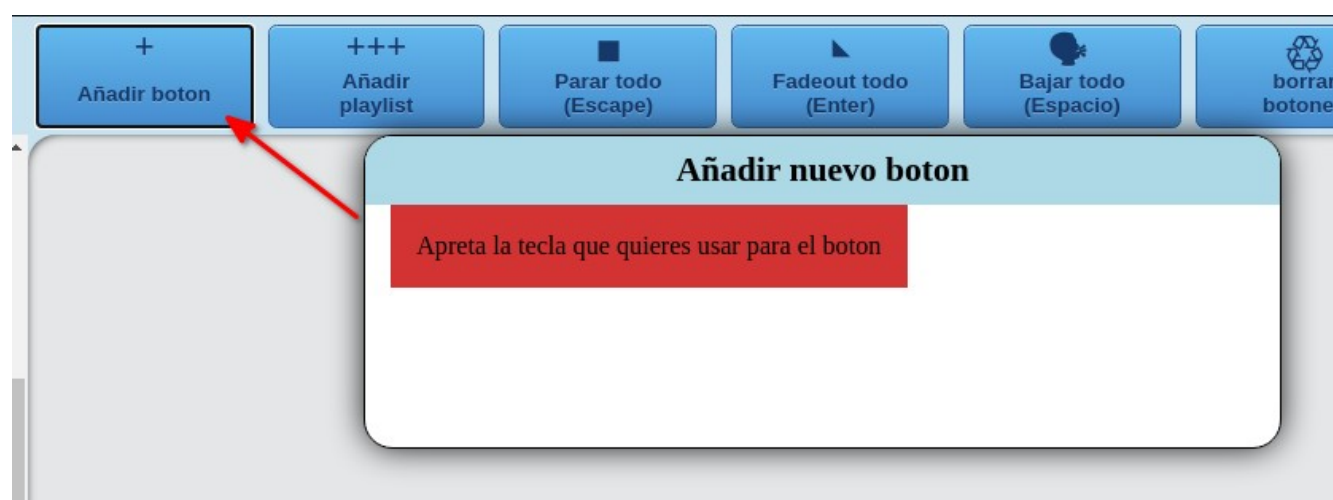 +
Añadir boton
+++
Añadir
playlist
Parar todo
(Escape)
Fadeout todo
(Enter)
Bajar todo
(Espacio)
borrar
botone
Añadir nuevo boton
Apreta la tecla que quieres usar para el boton